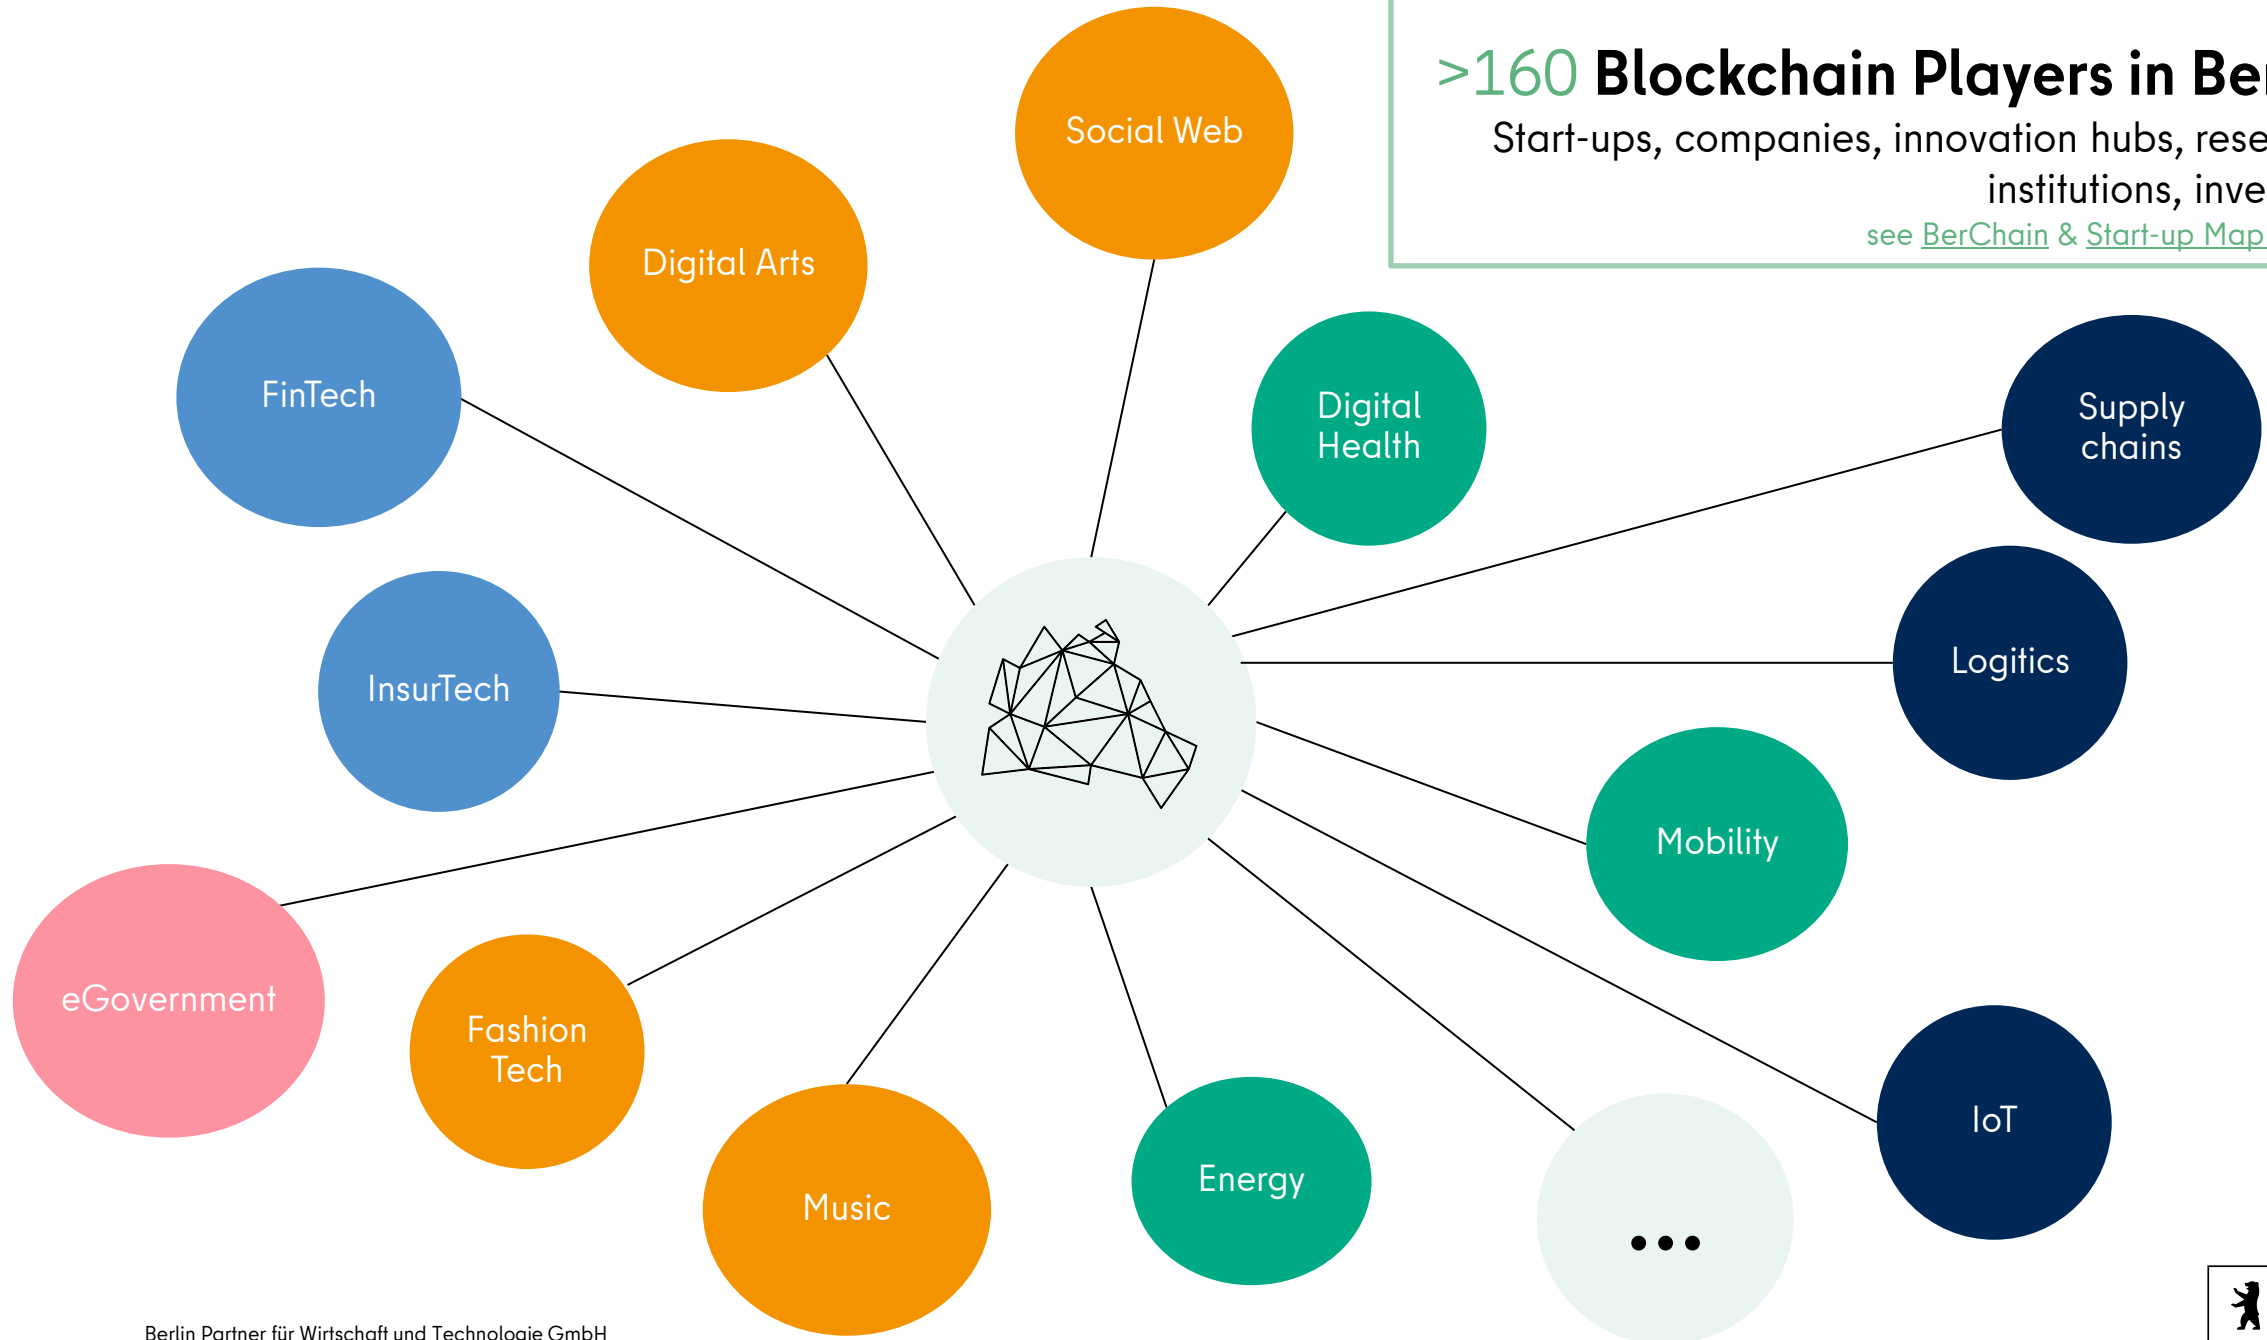 >160 Blockchain Players in Ber
Start-ups, companies, innovation hubs, rese
institutions, inve
see BerChain & Start-up Map
Social Web
Digital Arts
FinTech
Digital
Health
Supply
chains
InsurTech
Logitics
Mobility
eGovernment
Fashion
Tech
Music
Energy
...
IoT
Berlin Partner für Wirtschaft und Technologie GmbH